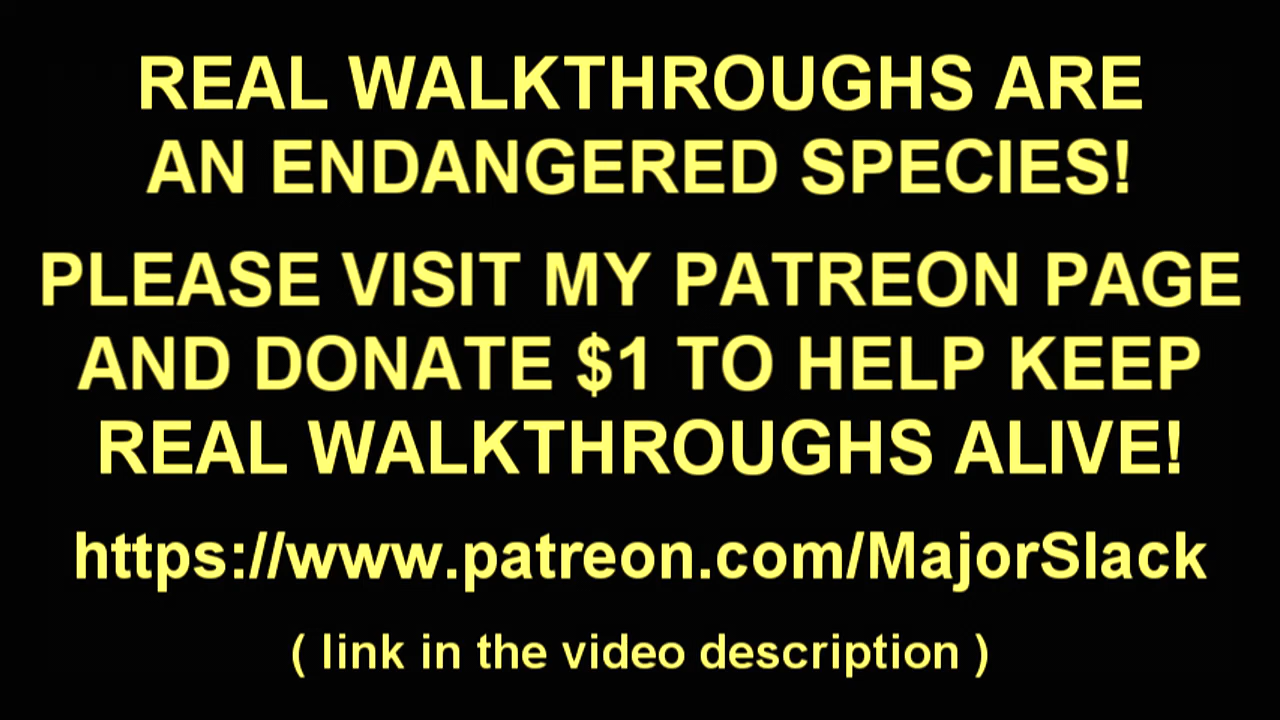 REAL WALKTHROUGHS ARE
AN ENDANGERED SPECIES!
PLEASE VISIT MY PATREON PAGE
AND DONATE $1 TO HELP KEEP
REAL WALKTHROUGHS ALIVE!
https://www.patreon.com/MajorSlack
( link in the video description )